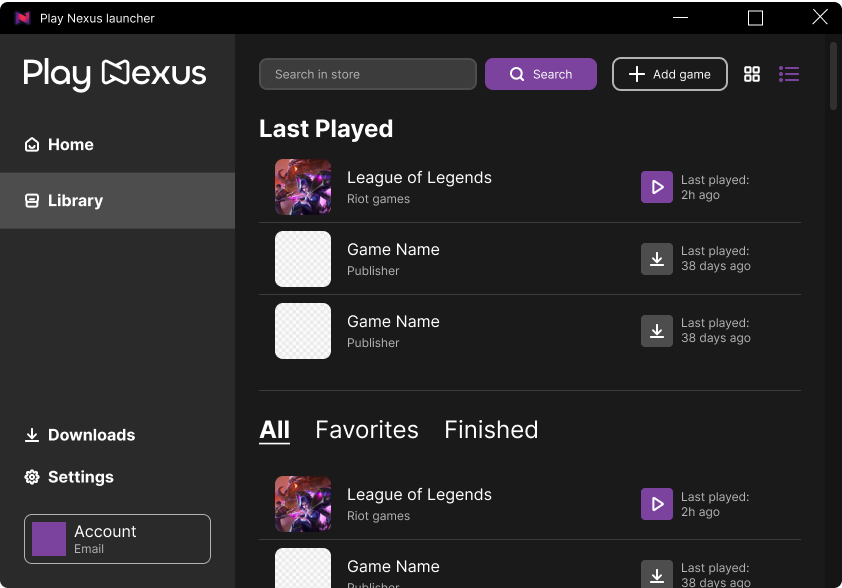 Play Nexus launcher
Play Nexus
Home
Library
Downloads
Settings
Account
Email
Search in store
Search
Add game
Last Played
League of Legends
Riot games
Last played:
2h ago
Game Name
Publisher
Last played:
38 days ago
Game Name
Publisher
Last played:
38 days ago
All Favorites Finished
League of Legends
Riot games
Last played:
2h ago
Game Name
Publisher
Last played:
38 days ago